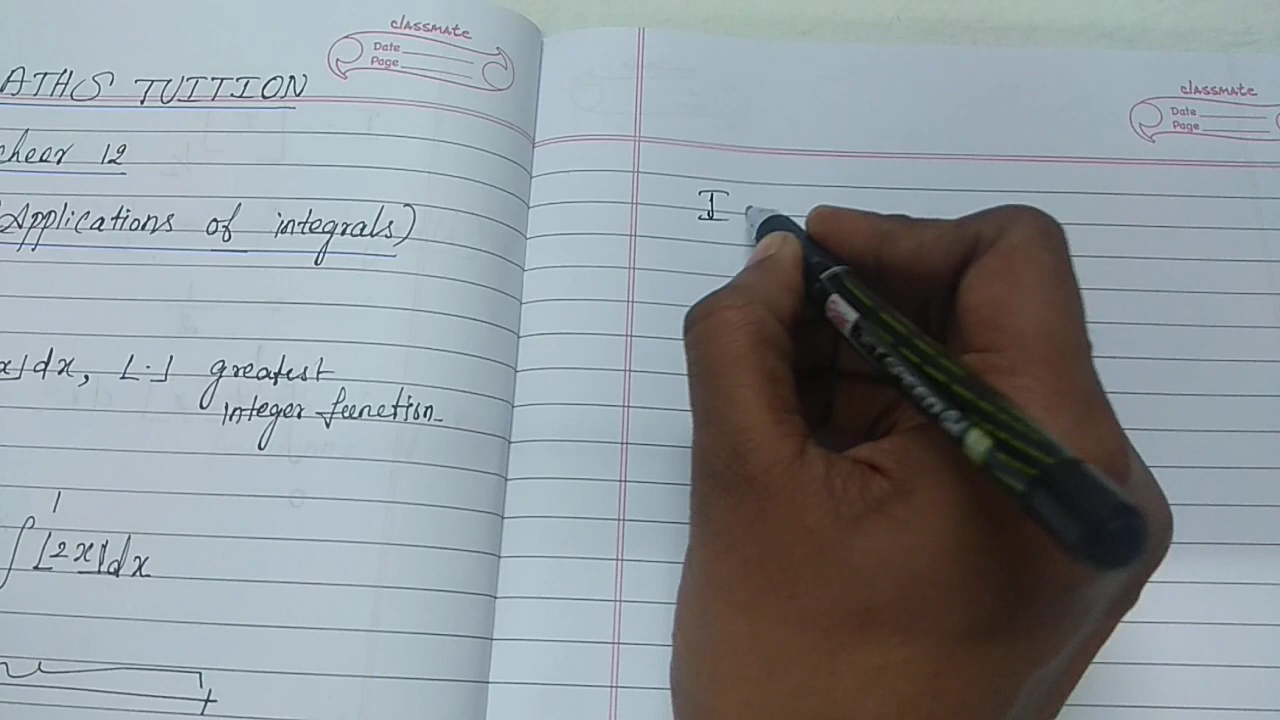 classmate
Date
Page
ATHS TUITION
cheer 12
(Applications of integrals)
x⌋dx, ⌊.⌋ greatest
integer function
1
∫⌊2x⌋dx
classmate
Date
Page
I